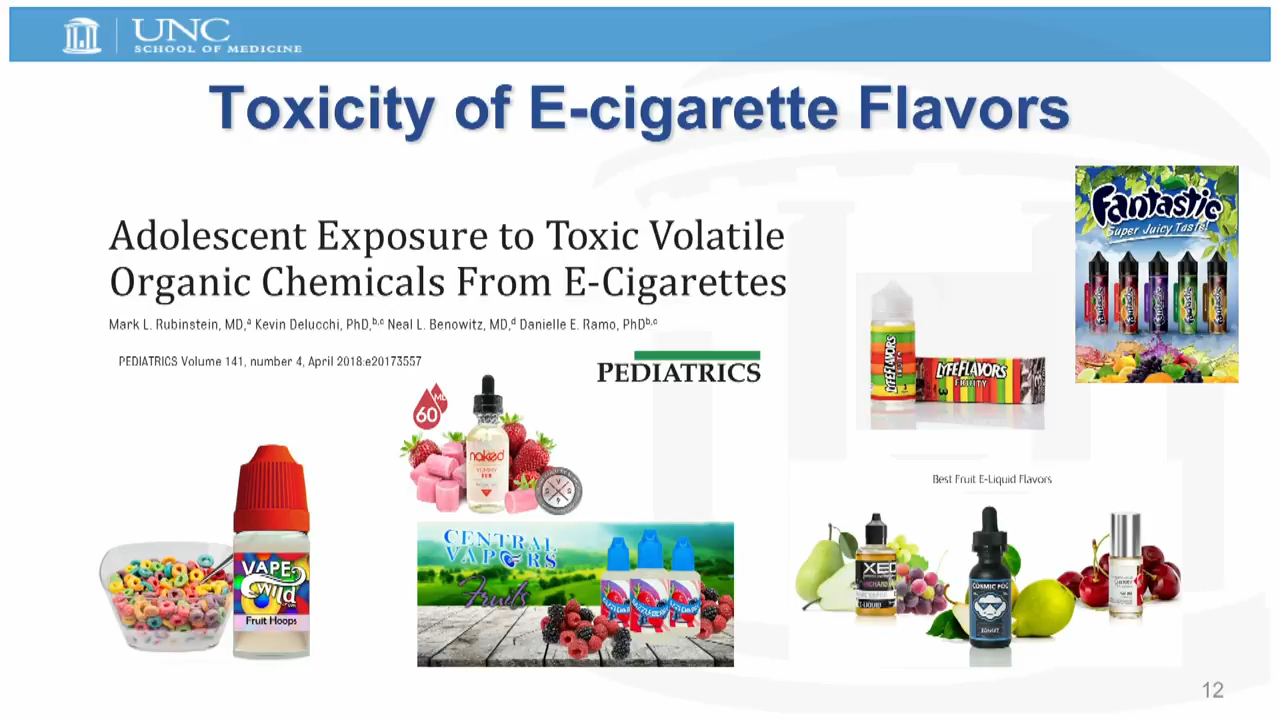 UNC
SCHOOL OF MEDICINE
Toxicity of E-cigarette Flavors
Adolescent Exposure to Toxic Volatile
Organic Chemicals From E-Cigarettes
Mark L. Rubinstein, MD,ᵃ Kevin Delucchi, PhD,ᵇ,ᶜ Neal L. Benowitz, MD,ᵈ Danielle E. Ramo, PhDᵇ,ᶜ
PEDIATRICS Volume 141, number 4, April 2018:e20173557
PEDIATRICS
Fantastic
Super Juicy Taste!
LYFEFLAVORS
LYFEFLAVORS
FRUITY
60 ML
naked
YUMMY
VAPE
Wild
Fruit Hoops
CENTRAL
VAPORS
Fruits
Best Fruit E-Liquid Flavors
XEO
E-LIQUID
COSMIC FOG
12